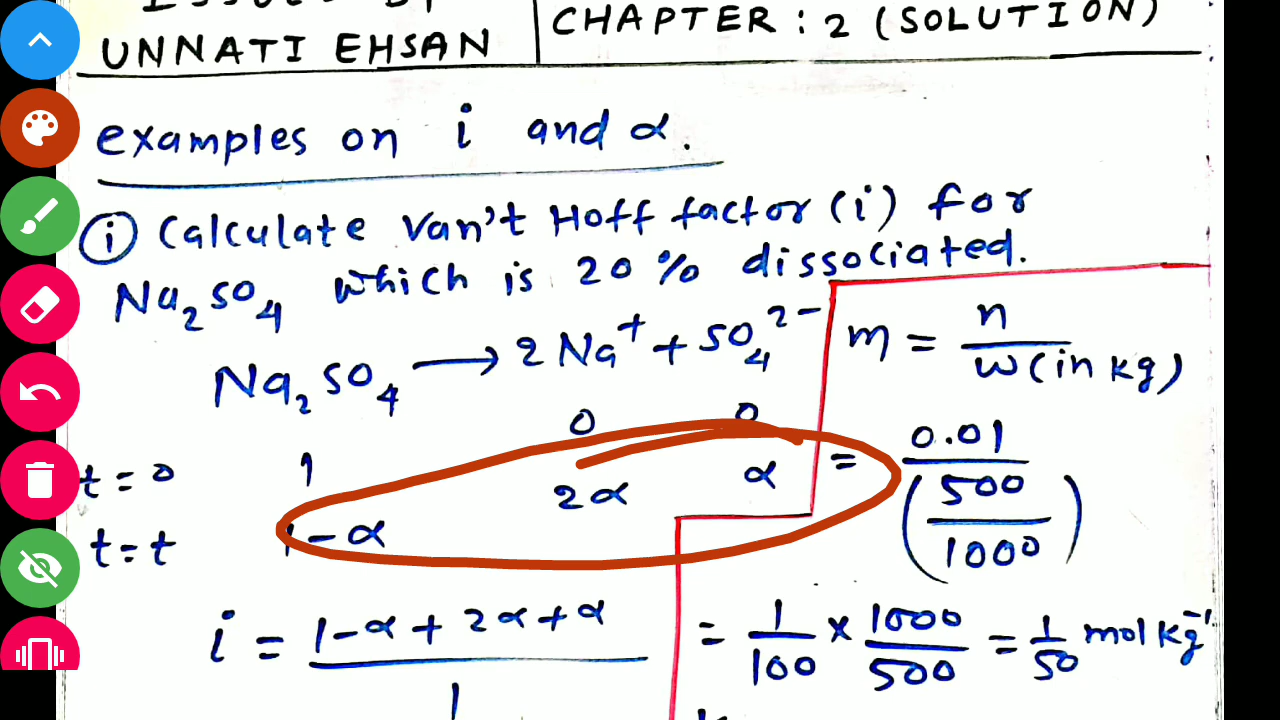 UNNATI EHSAN
CHAPTER : 2 (SOLUTION)
examples on i and α.
(i) Calculate Van't Hoff factor (i) for
Na₂SO₄ which is 20% dissociated.
Na₂SO₄ ⟶ 2Na⁺ + SO₄²⁻
0 0
t = 0 1
2α α
t = t 1 - α
i = 1 - α + 2α + α
1
m = n
w (in kg)
= 0.01
(500
1000)
= 1/100 × 1000/500 = 1/50 mol kg⁻¹